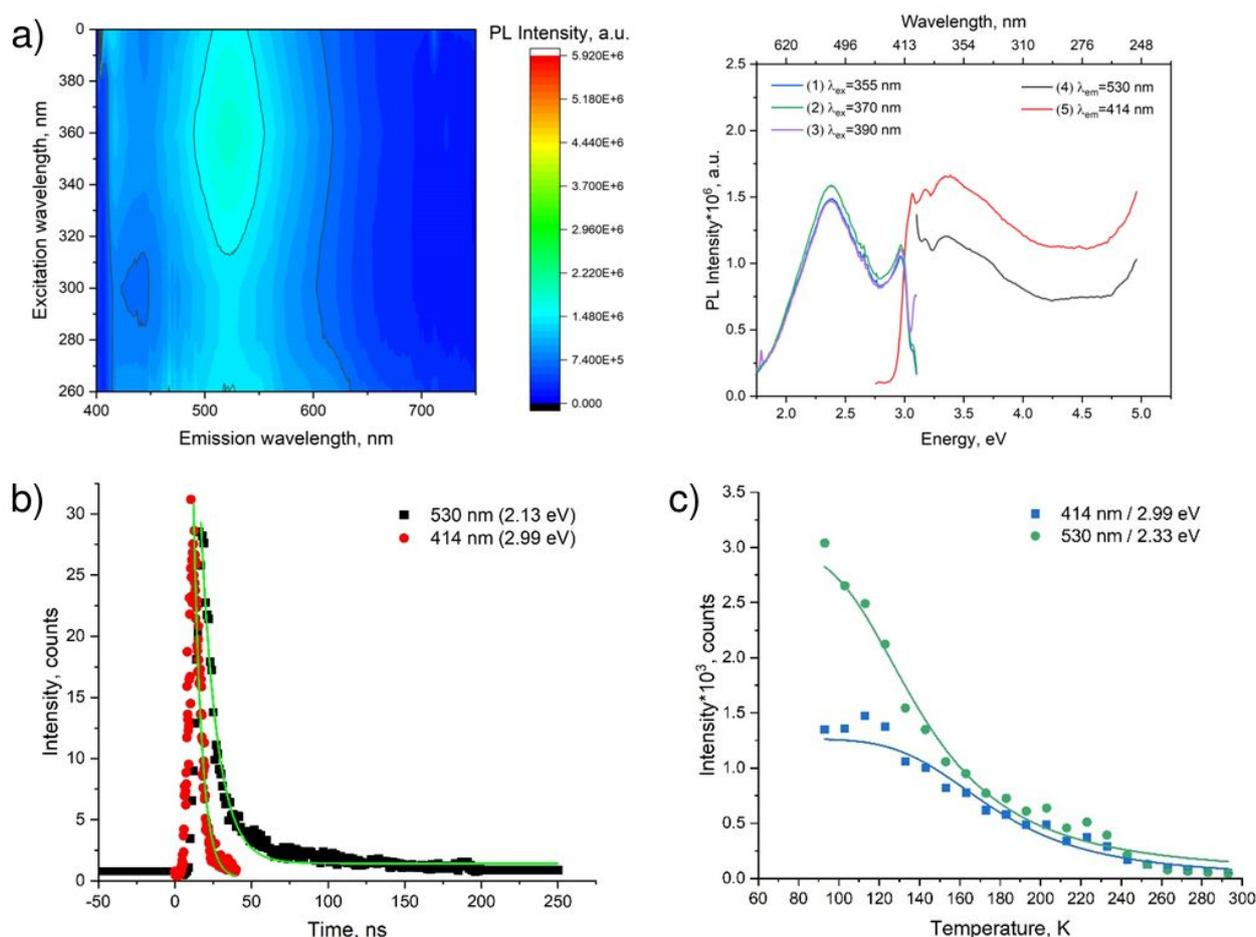 a)
PL Intensity, a.u.
5.920E+6
5.180E+6
4.440E+6
3.700E+6
2.960E+6
2.220E+6
1.480E+6
7.400E+5
0.000
Excitation wavelength, nm
0
380
360
340
320
300
280
260
400 500 600 700
Emission wavelength, nm
Wavelength, nm
620 496 413 354 310 276 248
PL Intensity*10⁶, a.u.
2.5
2.0
1.5
1.0
0.5
0.0
(1) λex=355 nm
(2) λex=370 nm
(3) λex=390 nm
(4) λem=530 nm
(5) λem=414 nm
2.0 2.5 3.0 3.5 4.0 4.5 5.0
Energy, eV
b)
Intensity, counts
30
25
20
15
10
5
0
530 nm (2.13 eV)
414 nm (2.99 eV)
-50 0 50 100 150 200 250
Time, ns
c)
Intensity*10³, counts
3.5
3.0
2.5
2.0
1.5
1.0
0.5
0.0
414 nm / 2.99 eV
530 nm / 2.33 eV
60 80 100 120 140 160 180 200 220 240 260 280 300
Temperature, K